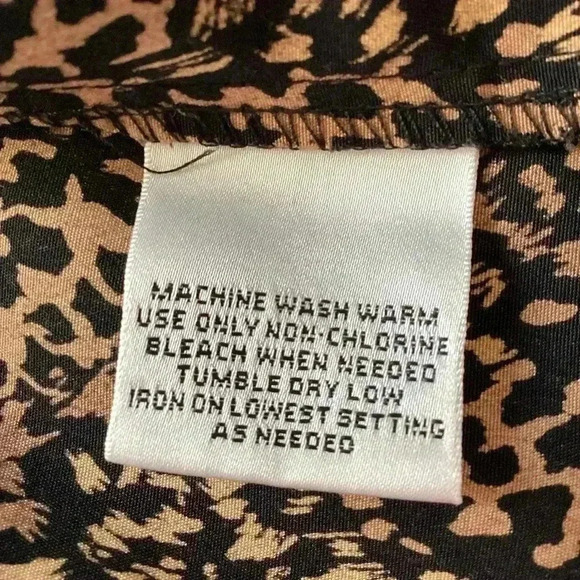 MACHINE WASH WARM
USE ONLY NON-CHLORINE
BLEACH WHEN NEEDED
TUMBLE DRY LOW
IRON ON LOWEST SETTING
AS NEEDED